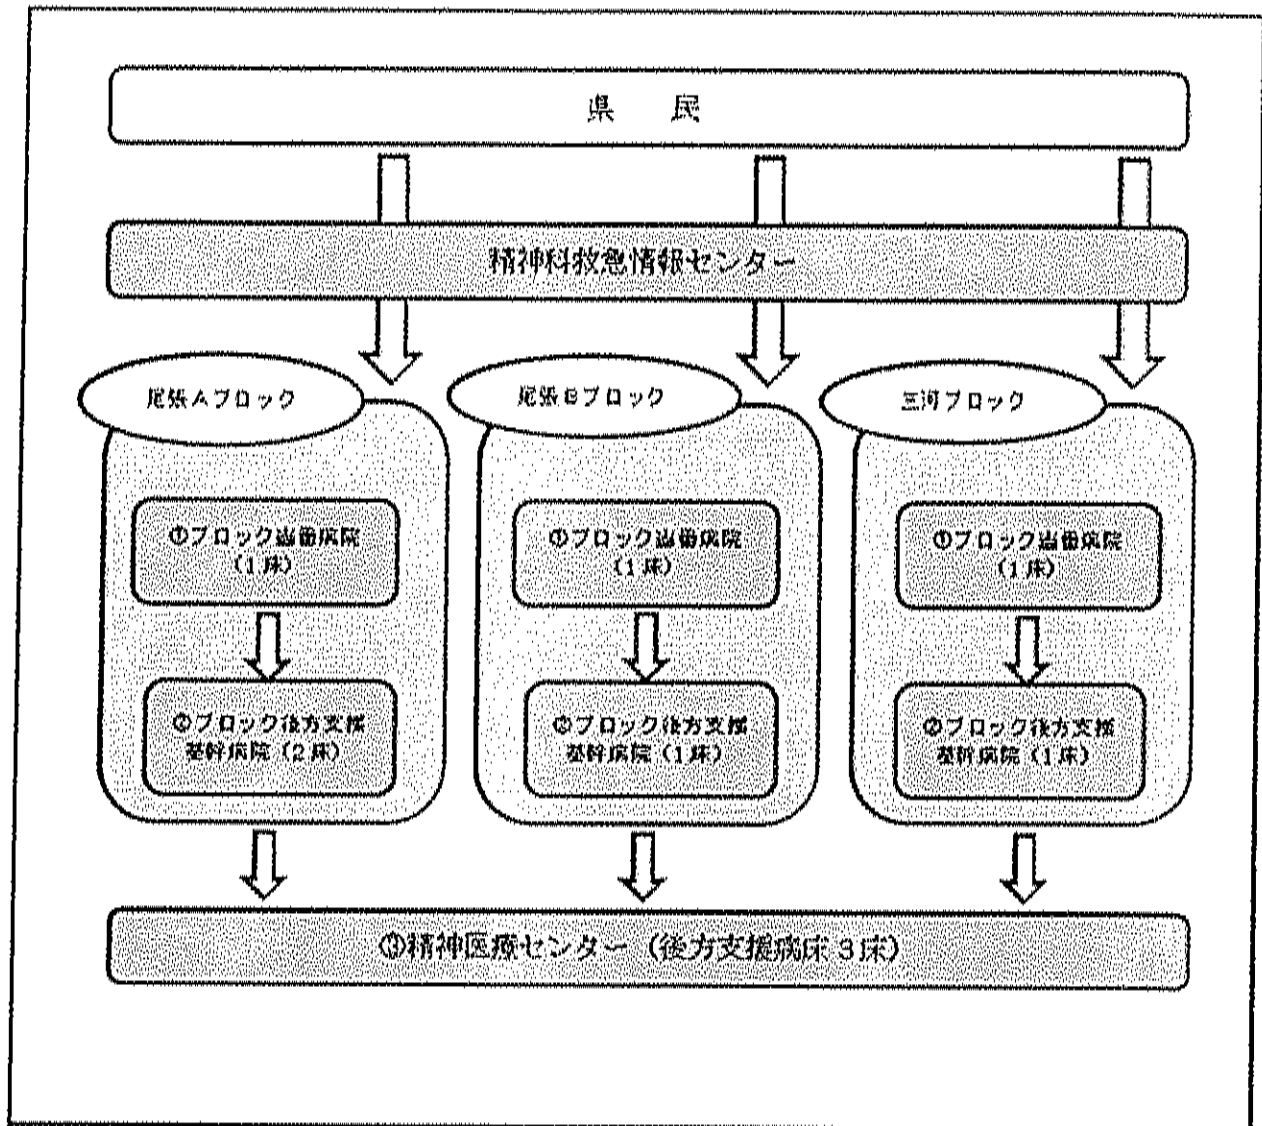 県 民
精神科救急情報センター
尾張Aブロック
尾張Bブロック
三河ブロック
①ブロック当番病院
(1床)
①ブロック当番病院
(1床)
①ブロック当番病院
(1床)
②ブロック後方支援
基幹病院(2床)
②ブロック後方支援
基幹病院(1床)
②ブロック後方支援
基幹病院(1床)
③精神医療センター(後方支援病床3床)